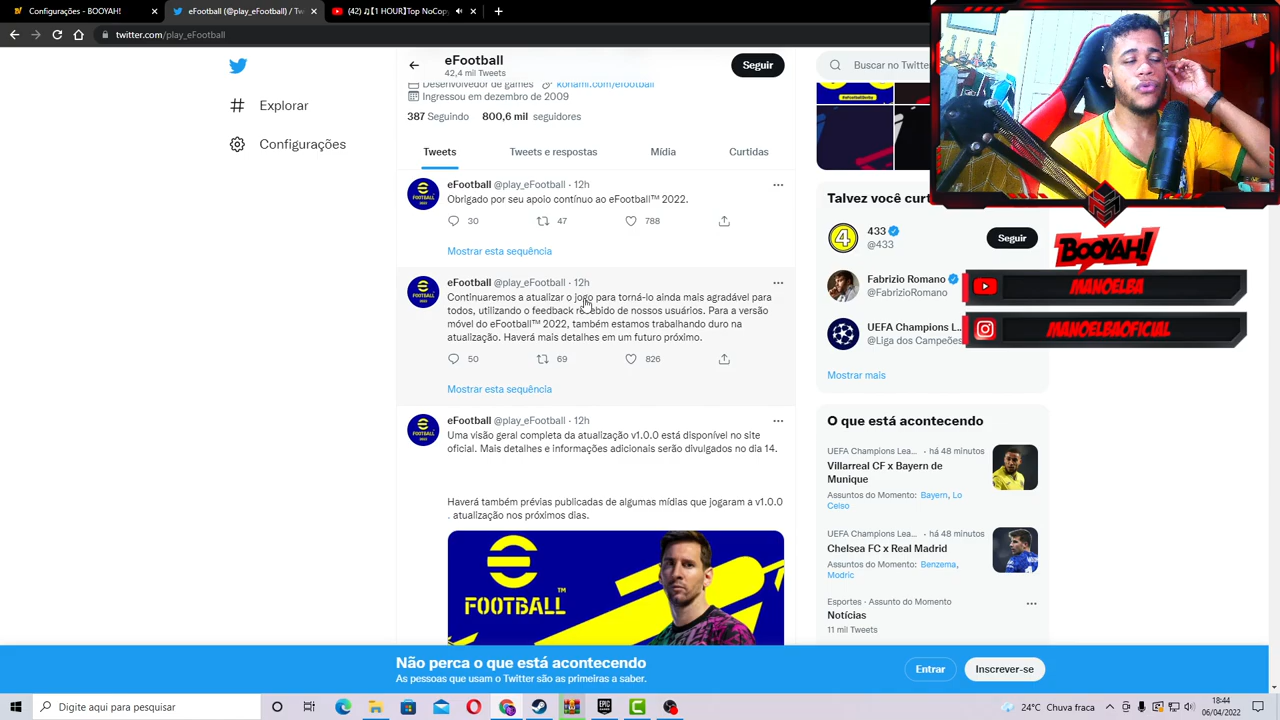 Configurações - BOOYAH!
eFootball (@play_eFootball) / Tw
(42) ♫【1 HOUR】Top NoCop
twitter.com/play_eFootball
eFootball
42,4 mil Tweets
Seguir
Buscar no Twitte
Explorar
Configurações
Desenvolvedor de games konami.com/efootball
Ingressou em dezembro de 2009
387 Seguindo 800,6 mil seguidores
Tweets
Tweets e respostas
Mídia
Curtidas
eFootball @play_eFootball · 12h
Obrigado por seu apoio contínuo ao eFootball™ 2022.
30 47 788
Mostrar esta sequência
eFootball @play_eFootball · 12h
Continuaremos a atualizar o jogo para torná-lo ainda mais agradável para
todos, utilizando o feedback recebido de nossos usuários. Para a versão
móvel do eFootball™ 2022, também estamos trabalhando duro na
atualização. Haverá mais detalhes em um futuro próximo.
50 69 826
Mostrar esta sequência
eFootball @play_eFootball · 12h
Uma visão geral completa da atualização v1.0.0 está disponível no site
oficial. Mais detalhes e informações adicionais serão divulgados no dia 14.
Haverá também prévias publicadas de algumas mídias que jogaram a v1.0.0
. atualização nos próximos dias.
FOOTBALL™
Talvez você curt
433
@433
Seguir
Fabrizio Romano
@FabrizioRomano
UEFA Champions L...
@Liga dos Campeões
Mostrar mais
BOOYAH!
MANOELBA
MANOELBAOFICIAL
O que está acontecendo
UEFA Champions Lea... · há 48 minutos
Villarreal CF x Bayern de
Munique
Assuntos do Momento: Bayern, Lo
Celso
UEFA Champions Lea... · há 48 minutos
Chelsea FC x Real Madrid
Assuntos do Momento: Benzema,
Modric
Esportes · Assunto do Momento
Notícias
11 mil Tweets
Não perca o que está acontecendo
As pessoas que usam o Twitter são as primeiras a saber.
Entrar
Inscrever-se
Digite aqui para pesquisar
24°C Chuva fraca
18:44
06/04/2022